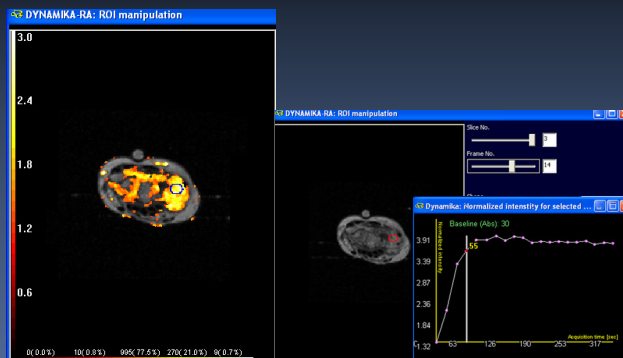 DYNAMIKA-RA: ROI manipulation
3.0
2.4
1.8
1.2
0.6
0( 0.0%) 10( 0.8%) 995( 77.5%) 270( 21.0%) 9( 0.7%)
DYNAMIKA-RA: ROI manipulation
Slice No.
3
Frame No.
14
Dynamika: Normalized intenstity for selected ...
Baseline (Abs): 30
Normalized intensity
3.91
3.39
2.87
2.36
1.84
1.32
.55
63 126 190 253 317
Acquisition time [sec]